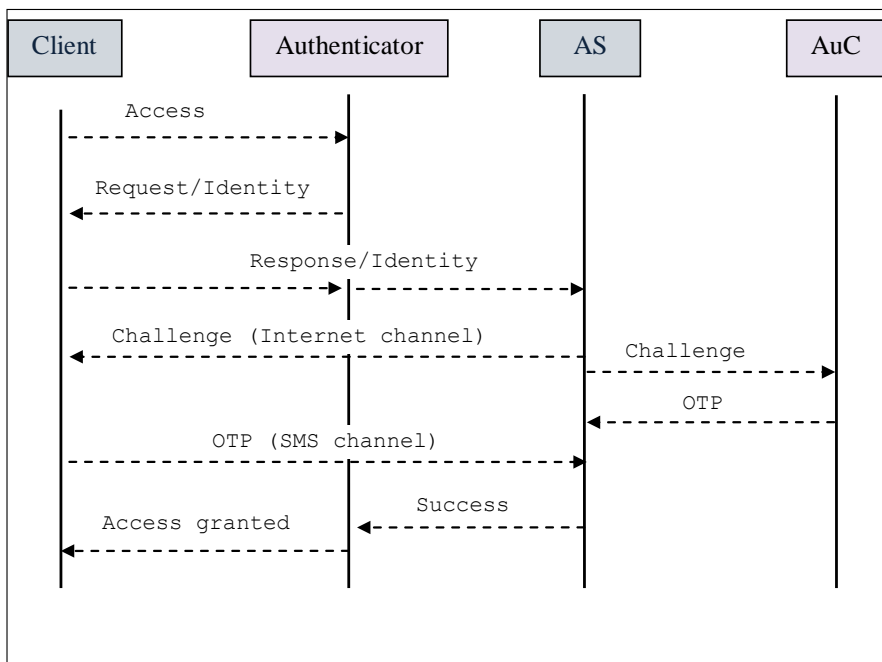 Client
Authenticator
AS
AuC
Access
Request/Identity
Response/Identity
Challenge (Internet channel)
Challenge
OTP
OTP (SMS channel)
Success
Access granted